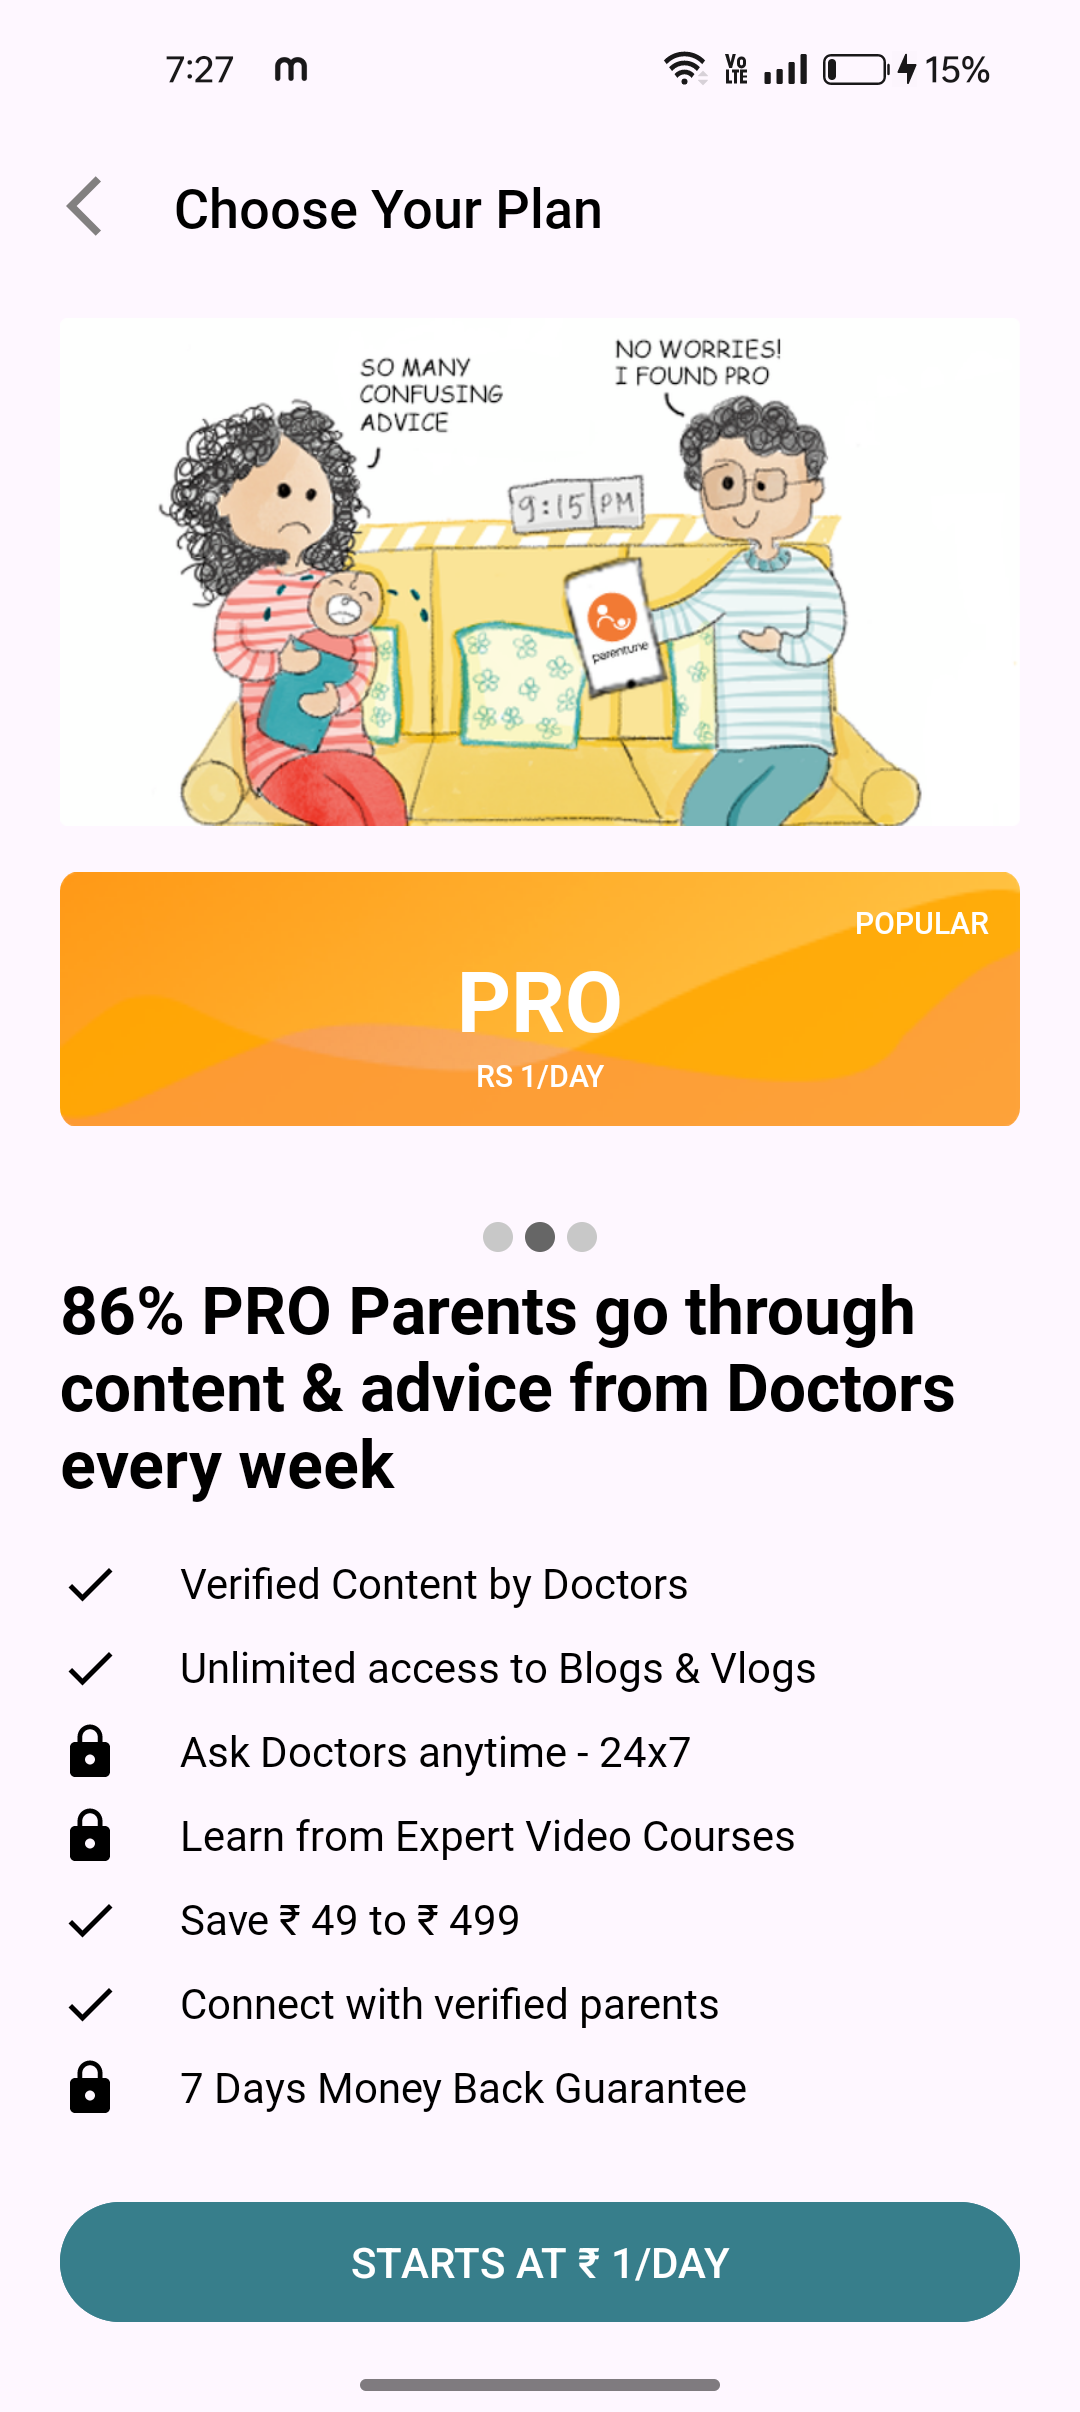 7:27 m Vo LTE 15%
Choose Your Plan
SO MANY
CONFUSING
ADVICE
NO WORRIES!
I FOUND PRO
9:15 PM
parentune
POPULAR
PRO
RS 1/DAY
86% PRO Parents go through
content & advice from Doctors
every week
Verified Content by Doctors
Unlimited access to Blogs & Vlogs
Ask Doctors anytime - 24x7
Learn from Expert Video Courses
Save ₹ 49 to ₹ 499
Connect with verified parents
7 Days Money Back Guarantee
STARTS AT ₹ 1/DAY